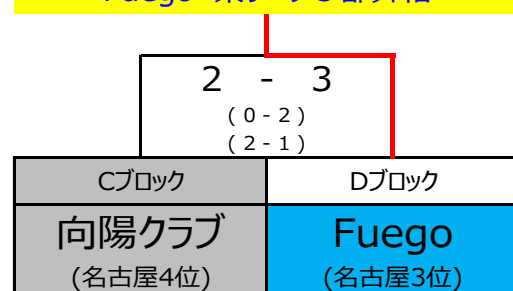 Fuego
2 - 3
( 0 - 2 )
( 2 - 1 )
Cブロック Dブロック
向陽クラブ Fuego
(名古屋4位) (名古屋3位)